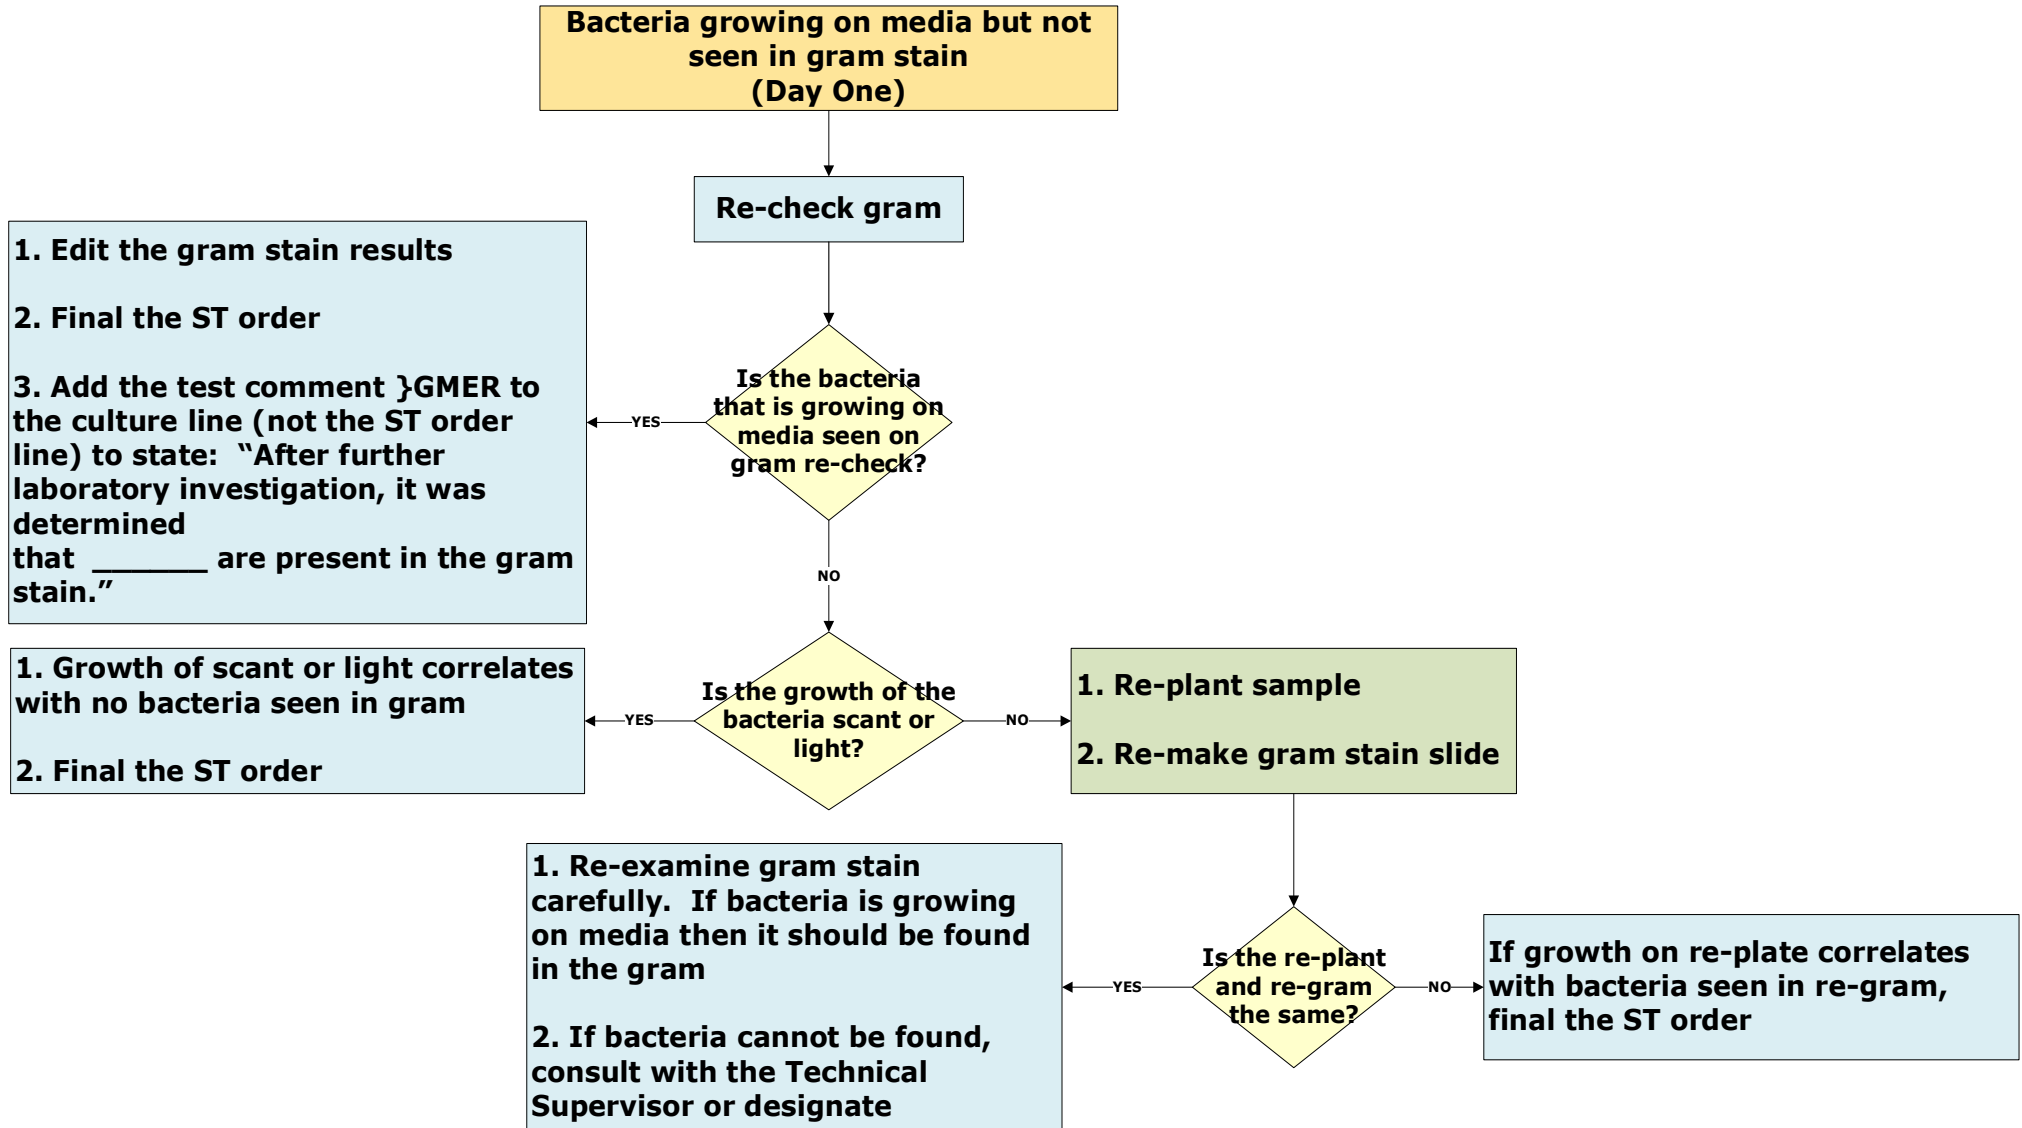 Bacteria growing on media but not
seen in gram stain
(Day One)
Re-check gram
1. Edit the gram stain results
2. Final the ST order
3. Add the test comment }GMER to
the culture line (not the ST order
line) to state:  “After further
laboratory investigation, it was
determined
that  ______ are present in the gram
stain.”
Is the bacteria
that is growing on
media seen on
gram re-check?
YES
NO
1. Growth of scant or light correlates
with no bacteria seen in gram
2. Final the ST order
YES
Is the growth of the
bacteria scant or
light?
NO
1. Re-plant sample
2. Re-make gram stain slide
1. Re-examine gram stain
carefully.  If bacteria is growing
on media then it should be found
in the gram
2. If bacteria cannot be found,
consult with the Technical
Supervisor or designate
YES
Is the re-plant
and re-gram
the same?
NO
If growth on re-plate correlates
with bacteria seen in re-gram,
final the ST order